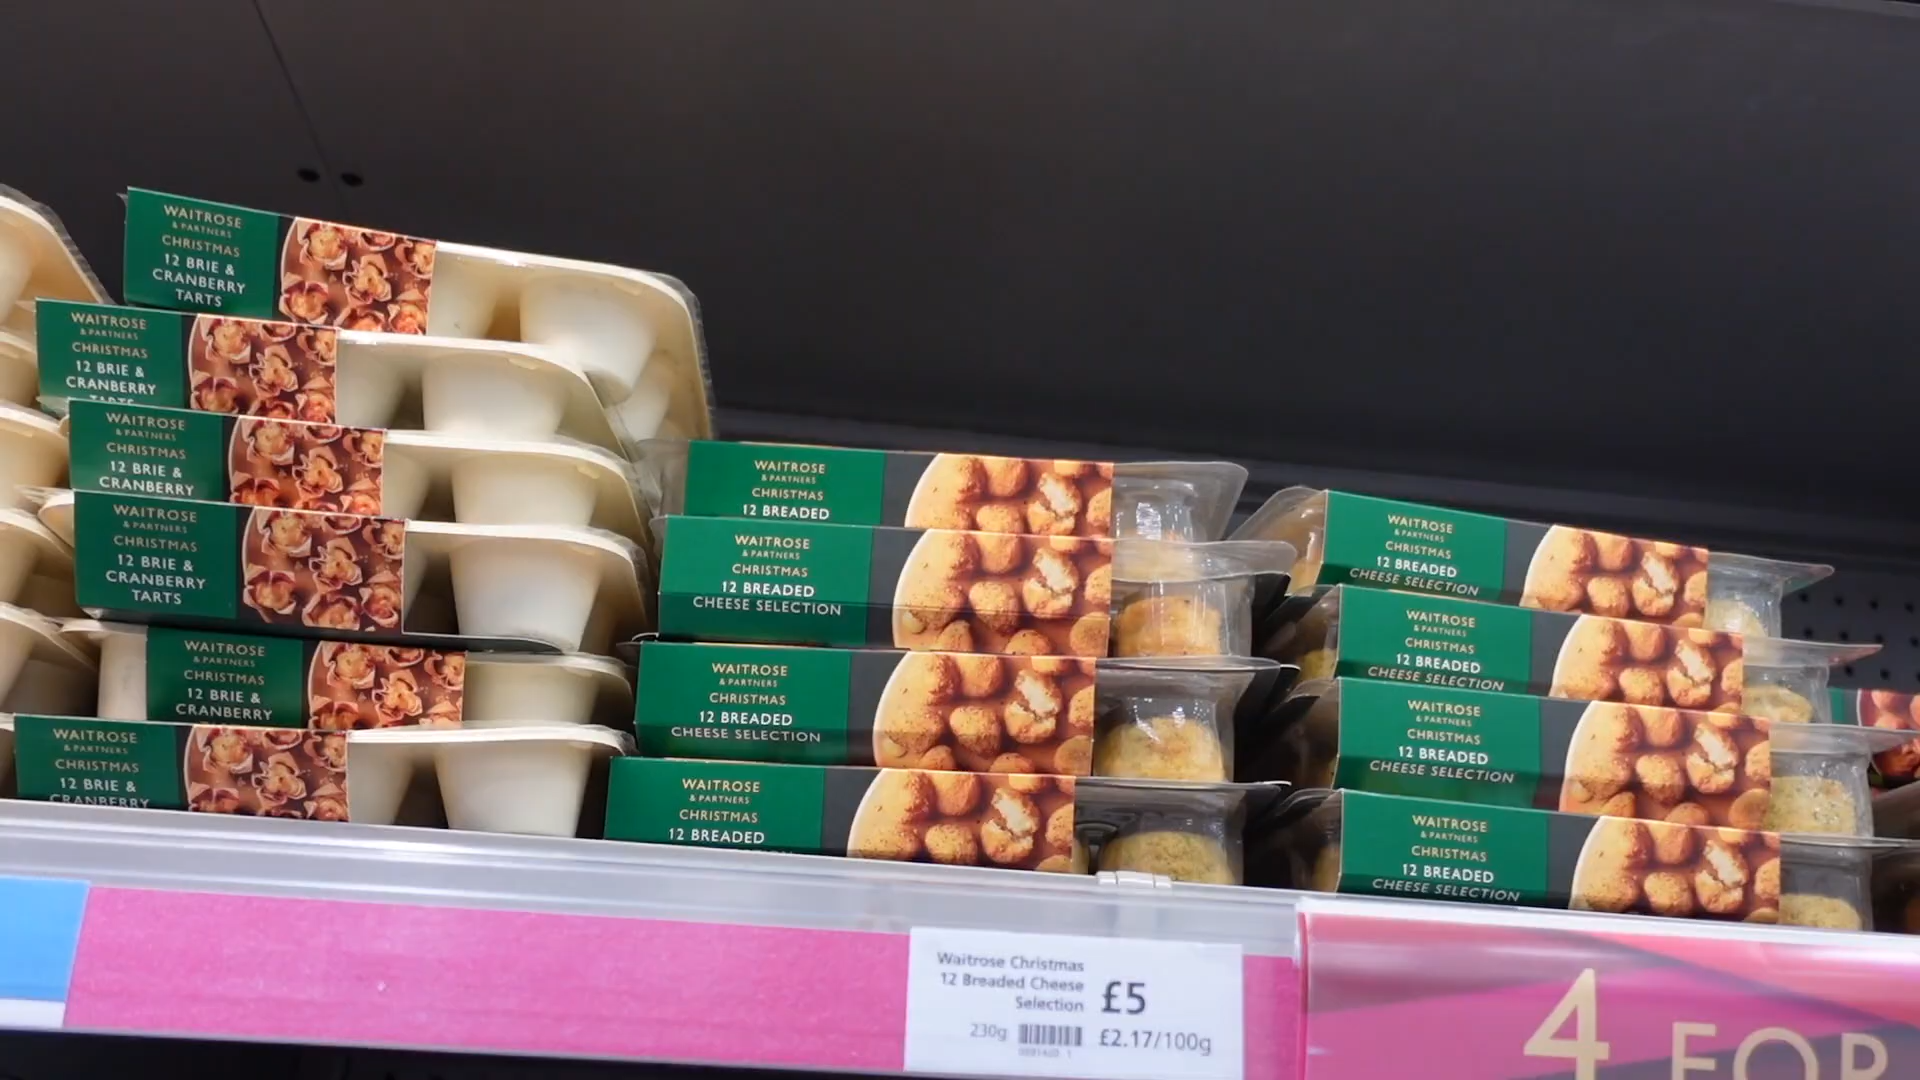 WAITROSE
& PARTNERS
CHRISTMAS
12 BRIE &
CRANBERRY
TARTS
WAITROSE
& PARTNERS
CHRISTMAS
12 BRIE &
CRANBERRY
TARTS
WAITROSE
& PARTNERS
CHRISTMAS
12 BRIE &
CRANBERRY
WAITROSE
& PARTNERS
CHRISTMAS
12 BRIE &
CRANBERRY
TARTS
WAITROSE
& PARTNERS
CHRISTMAS
12 BRIE &
CRANBERRY
WAITROSE
& PARTNERS
CHRISTMAS
12 BRIE &
CRANBERRY
WAITROSE
& PARTNERS
CHRISTMAS
12 BREADED
WAITROSE
& PARTNERS
CHRISTMAS
12 BREADED
CHEESE SELECTION
WAITROSE
& PARTNERS
CHRISTMAS
12 BREADED
CHEESE SELECTION
WAITROSE
& PARTNERS
CHRISTMAS
12 BREADED
WAITROSE
& PARTNERS
CHRISTMAS
12 BREADED
CHEESE SELECTION
WAITROSE
& PARTNERS
CHRISTMAS
12 BREADED
CHEESE SELECTION
WAITROSE
& PARTNERS
CHRISTMAS
12 BREADED
CHEESE SELECTION
WAITROSE
& PARTNERS
CHRISTMAS
12 BREADED
CHEESE SELECTION
Waitrose Christmas
12 Breaded Cheese
Selection
£5
230g
£2.17/100g
4 FOR